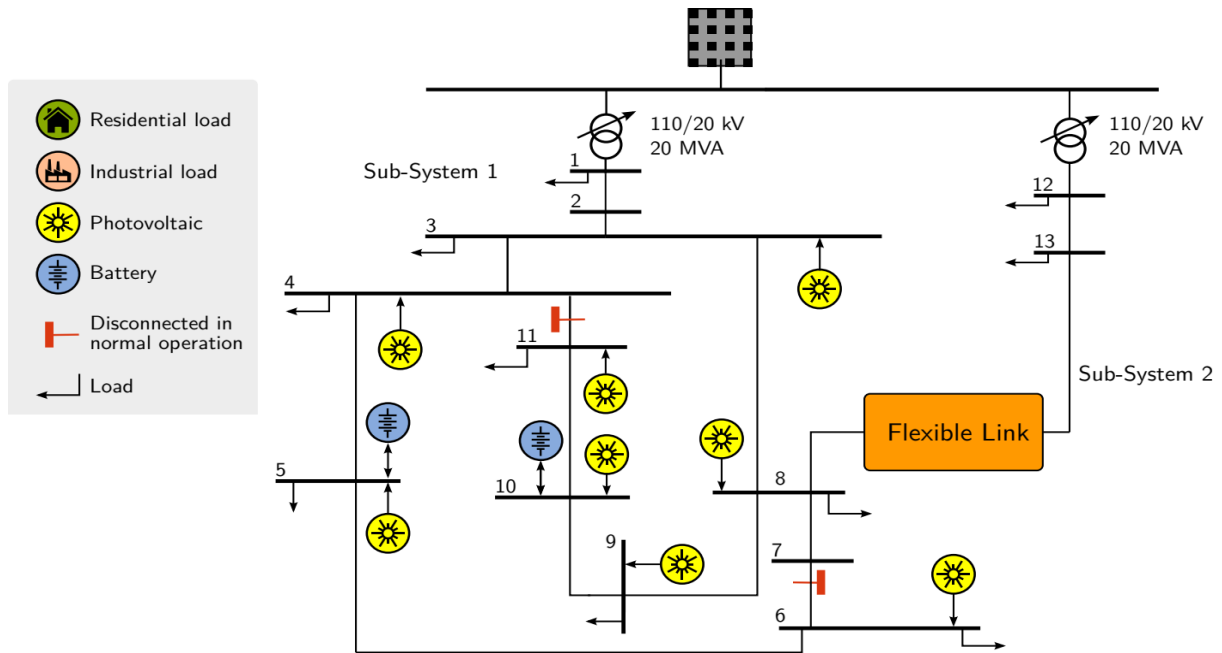 Residential load
Industrial load
Photovoltaic
Battery
Disconnected in
normal operation
Load
110/20 kV
20 MVA
110/20 kV
20 MVA
Sub-System 1
1
2
3
12
13
4
11
Sub-System 2
Flexible Link
5
10
8
9
7
6